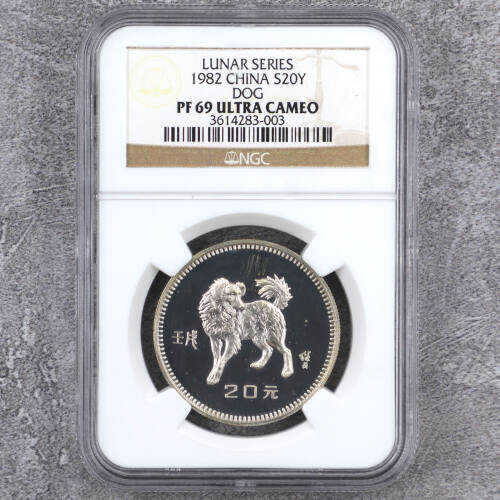 LUNAR SERIES
1982 CHINA S20Y
DOG
PF 69 ULTRA CAMEO
3614283-003
NGC
壬戌
20元